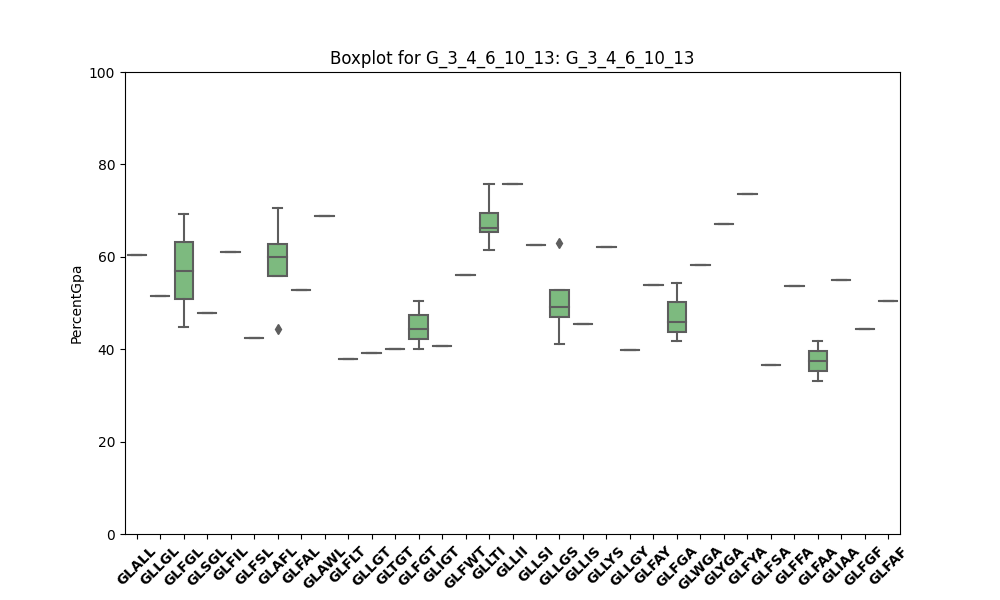 Boxplot for G_3_4_6_10_13: G_3_4_6_10_13
100
80
60
40
20
0
PercentGpa
GLALL
GLLGL
GLFGL
GLSGL
GLFIL
GLFSL
GLAFL
GLFAL
GLAWL
GLFLT
GLLGT
GLTGT
GLFGT
GLIGT
GLFWT
GLLTI
GLLII
GLLSI
GLLGS
GLLIS
GLLYS
GLLGY
GLFAY
GLFGA
GLWGA
GLYGA
GLFYA
GLFSA
GLFFA
GLFAA
GLIAA
GLFGF
GLFAF